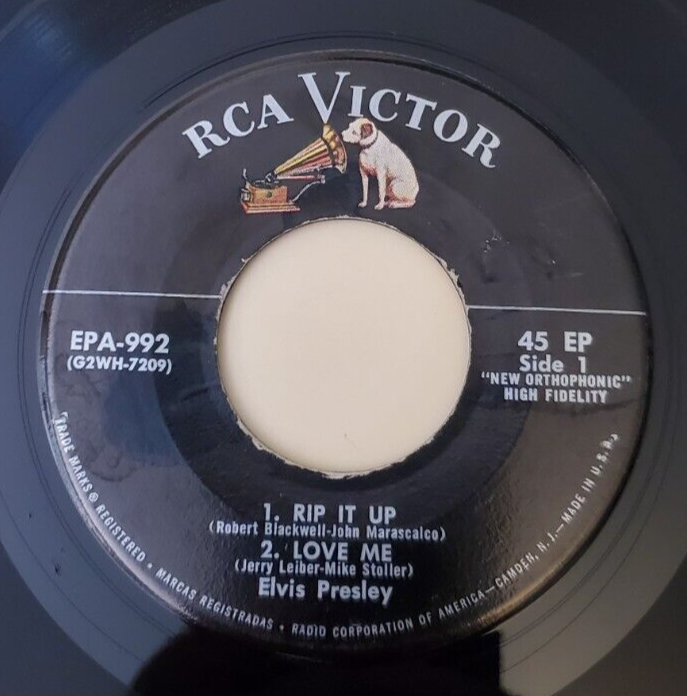 RCA VICTOR
EPA-992
(G2WH-7209)
45 EP
Side 1
"NEW ORTHOPHONIC"
HIGH FIDELITY
1. RIP IT UP
(Robert Blackwell-John Marascalco)
2. LOVE ME
(Jerry Leiber-Mike Stoller)
Elvis Presley
TRADE MARKS ® REGISTERED • MARCAS REGISTRADAS • RADIO CORPORATION OF AMERICA—CAMDEN, N. J.—MADE IN U. S. A.